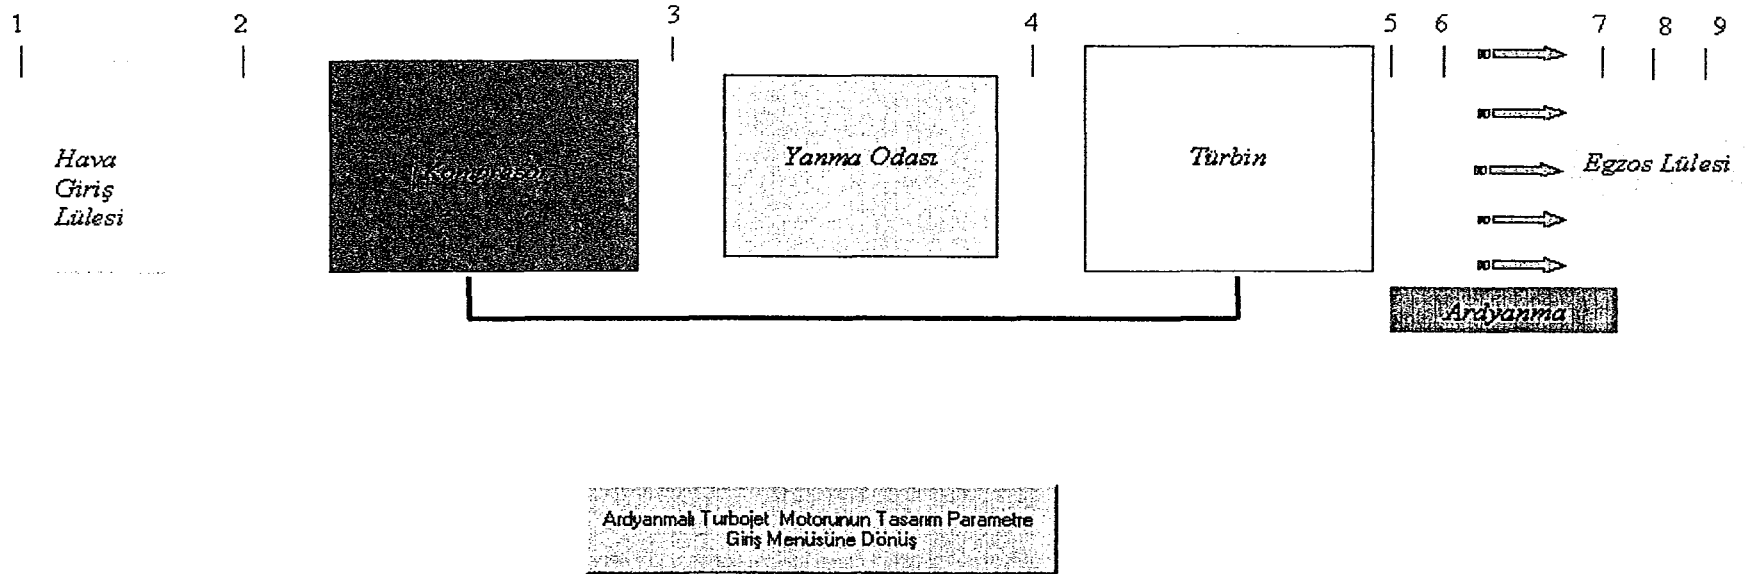 1 2 3 4 5 6 7 8 9
Hava
Giriş
Lülesi
Kompresör
Yanma Odası
Türbin
Egzos Lülesi
Ardyanma
Ardyanmalı Turbojet Motorunun Tasarım Parametre
Giriş Menüsüne Dönüş